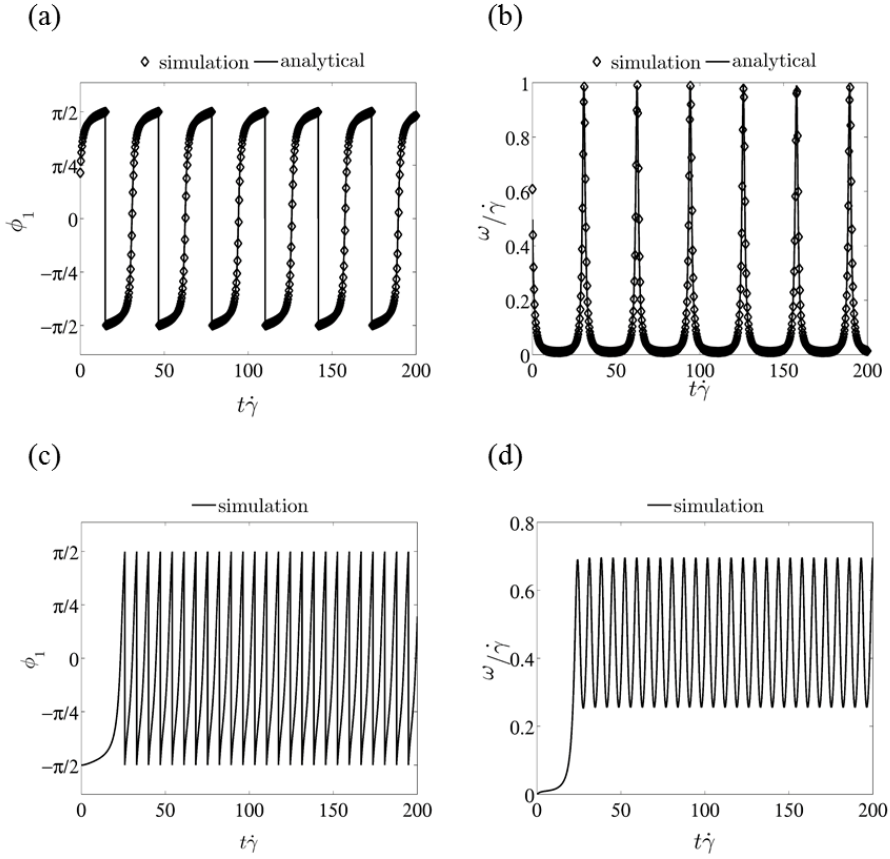 (a)
◇ simulation — analytical
π/2
π/4
0
−π/4
−π/2
ϕ₁
0 50 100 150 200
tγ̇
(b)
◇ simulation — analytical
1
0.8
0.6
0.4
0.2
0
ω/γ̇
0 50 100 150 200
tγ̇
(c)
— simulation
π/2
π/4
0
−π/4
−π/2
ϕ₁
0 50 100 150 200
tγ̇
(d)
— simulation
0.8
0.6
0.4
0.2
0
ω/γ̇
0 50 100 150 200
tγ̇